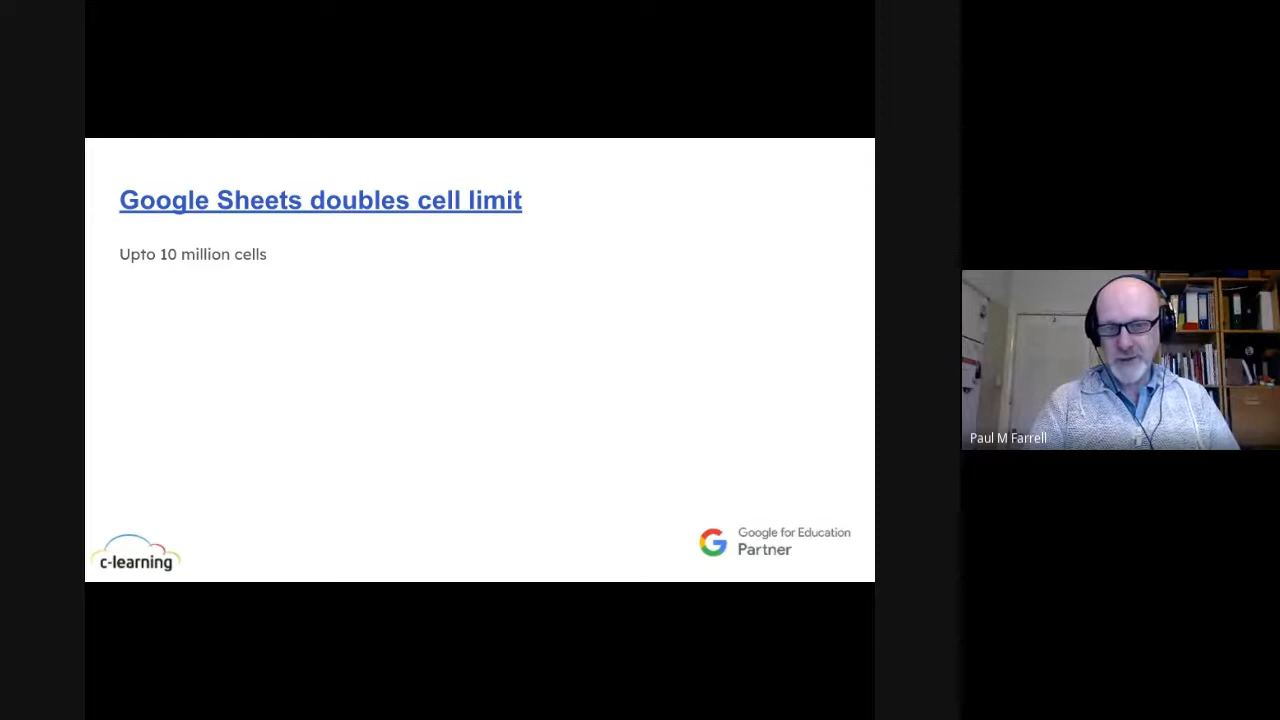 Google Sheets doubles cell limit
Upto 10 million cells
c-learning
Google for Education
Partner
Paul M Farrell